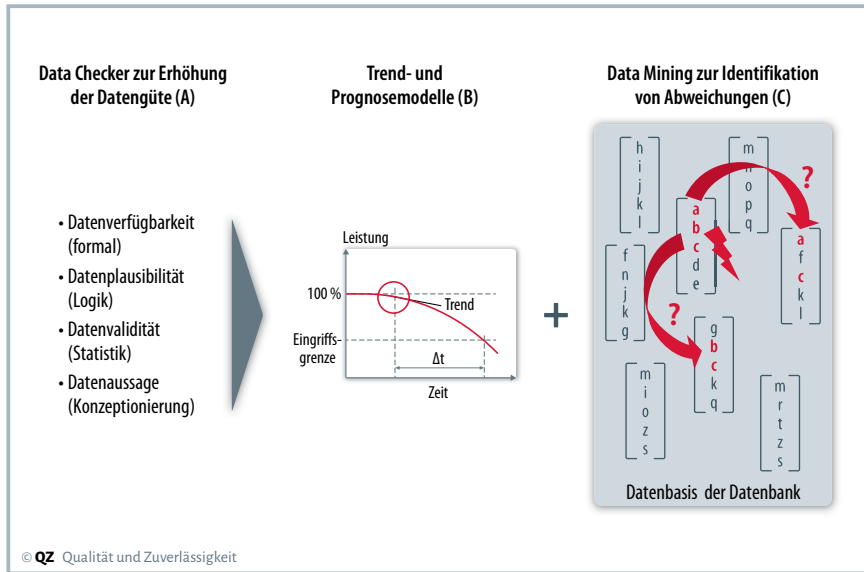 Data Checker zur Erhöhung
der Datengüte (A)
Trend- und
Prognosemodelle (B)
Data Mining zur Identifikation
von Abweichungen (C)
• Datenverfügbarkeit
(formal)
• Datenplausibilität
(Logik)
• Datenvalidität
(Statistik)
• Datenaussage
(Konzeptionierung)
Leistung
100 %
Trend
Eingriffs-
grenze
Δt
Zeit
+
h
i
j
k
l
m
n
o
p
q
?
a
b
c
d
e
a
f
c
k
l
f
n
j
k
g
?
g
b
c
k
q
m
i
o
z
s
m
r
t
z
s
Datenbasis der Datenbank
© QZ Qualität und Zuverlässigkeit